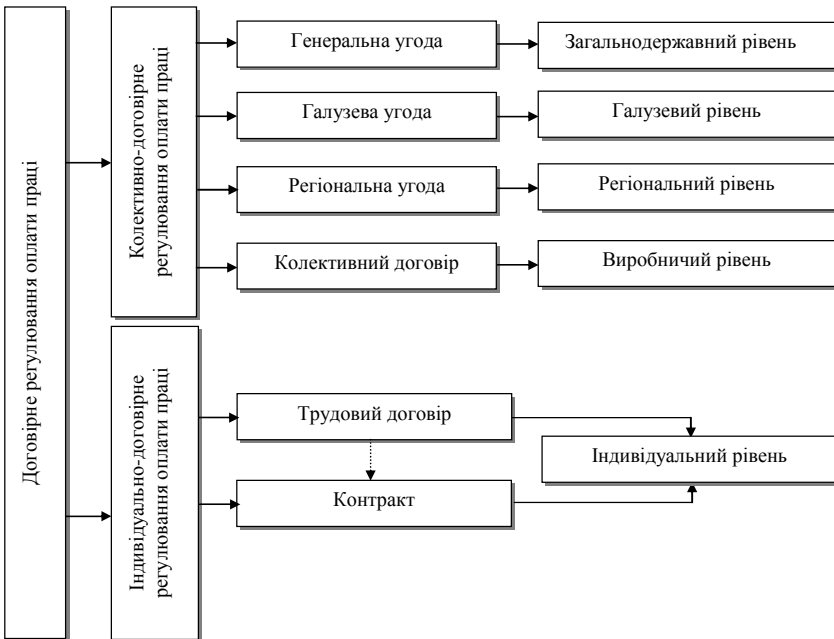 Договірне регулювання оплати праці
Колективно-договірне
регулювання оплати праці
Генеральна угода
Загальнодержавний рівень
Галузева угода
Галузевий рівень
Регіональна угода
Регіональний рівень
Колективний договір
Виробничий рівень
Індивідуально-договірне
регулювання оплати праці
Трудовий договір
Індивідуальний рівень
Контракт